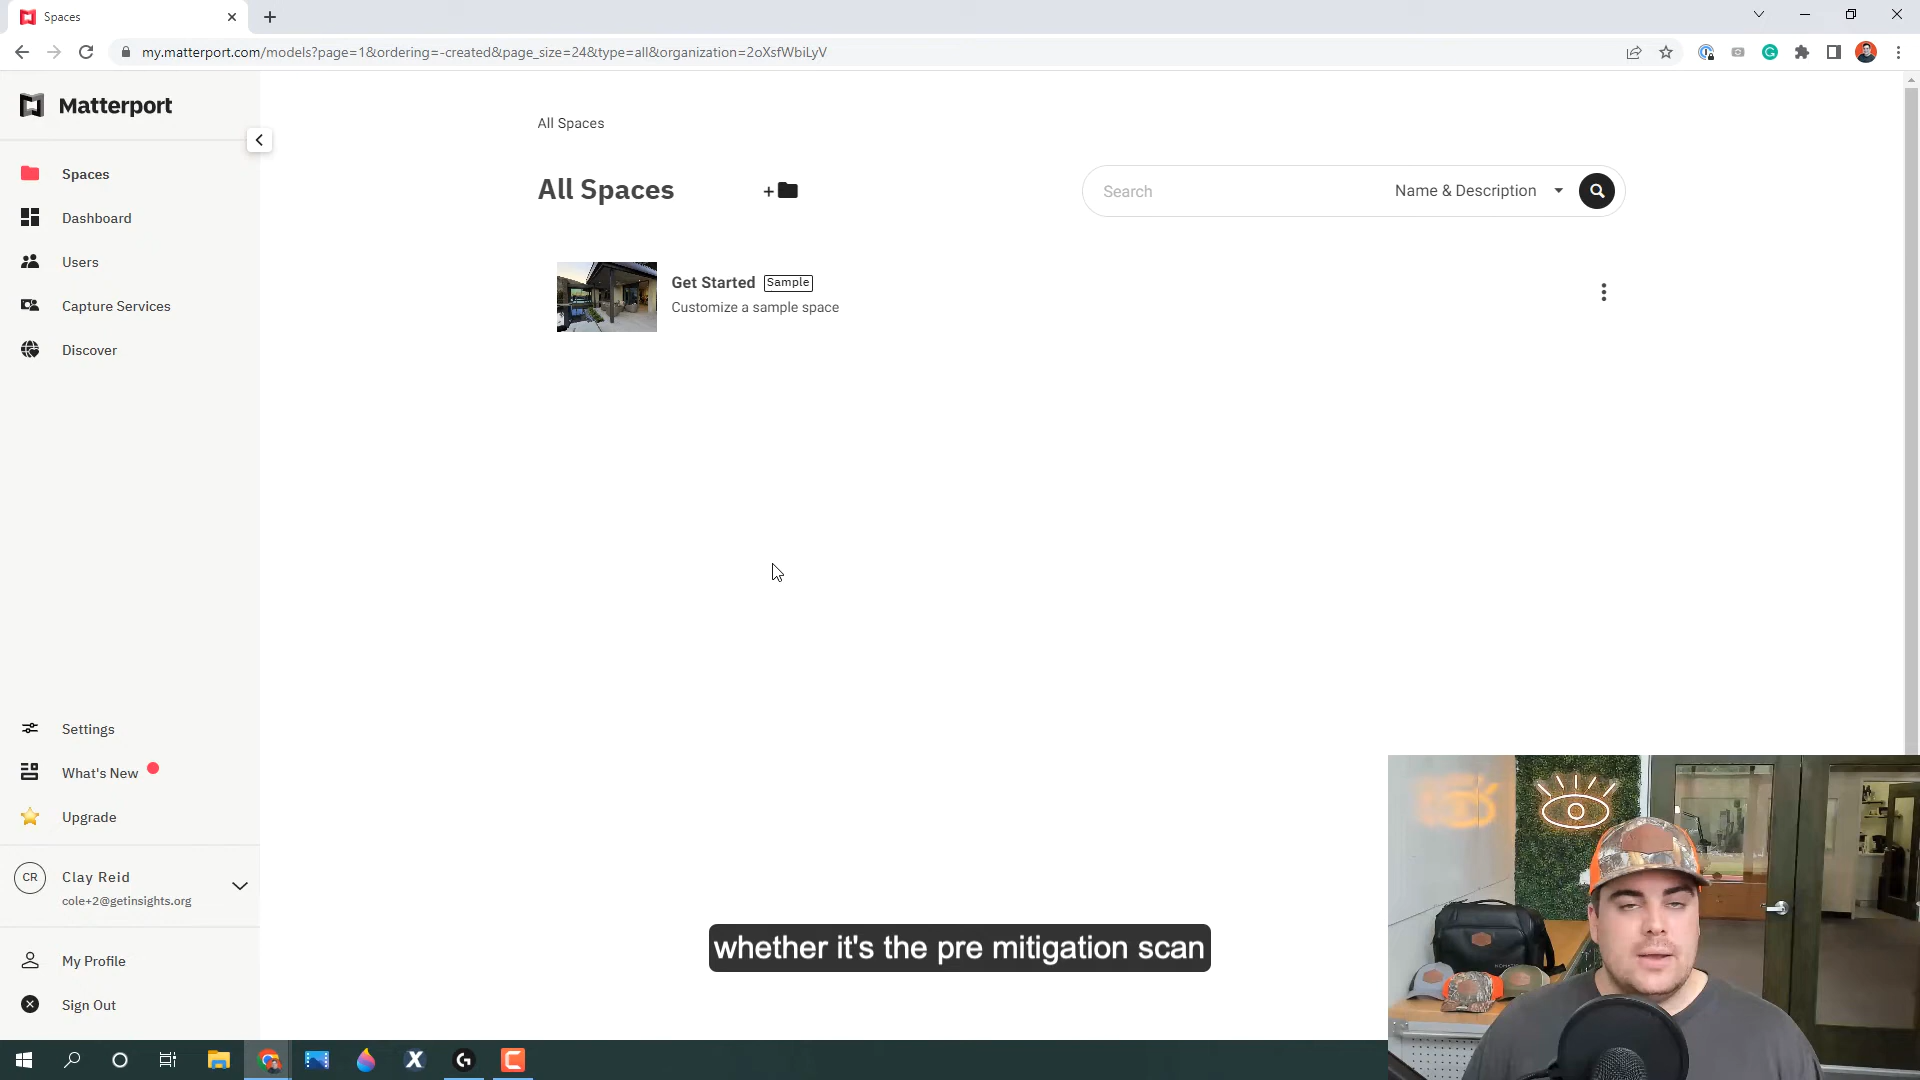 Spaces
my.matterport.com/models?page=1&ordering=-created&page_size=24&type=all&organization=2oXsfWbiLyV
Matterport
Spaces
Dashboard
Users
Capture Services
Discover
All Spaces
All Spaces
Search
Name & Description
Get Started Sample
Customize a sample space
Settings
What's New
Upgrade
CR
Clay Reid
cole+2@getinsights.org
My Profile
Sign Out
whether it's the pre mitigation scan